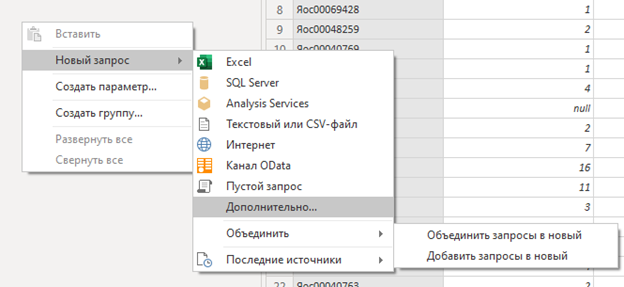 Вставить
Новый запрос
Создать параметр...
Создать группу...
Развернуть все
Свернуть все
Excel
SQL Server
Analysis Services
Текстовый или CSV-файл
Интернет
Канал OData
Пустой запрос
Дополнительно...
Объединить
Последние источники
Объединить запросы в новый
Добавить запросы в новый
8 Яос00069428 1
9 Яос00048259 2
10 Яос00040769 1
1
4
null
2
7
16
11
3
22 Яос00040763 2